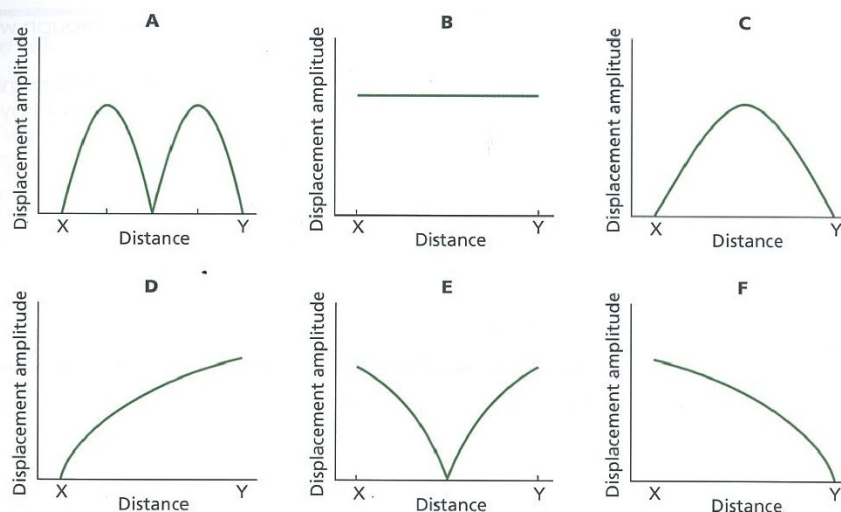 A
B
C
Displacement amplitude
Displacement amplitude
Displacement amplitude
X
Y
X
Y
X
Y
Distance
Distance
Distance
D
E
F
Displacement amplitude
Displacement amplitude
Displacement amplitude
X
Y
X
Y
X
Y
Distance
Distance
Distance